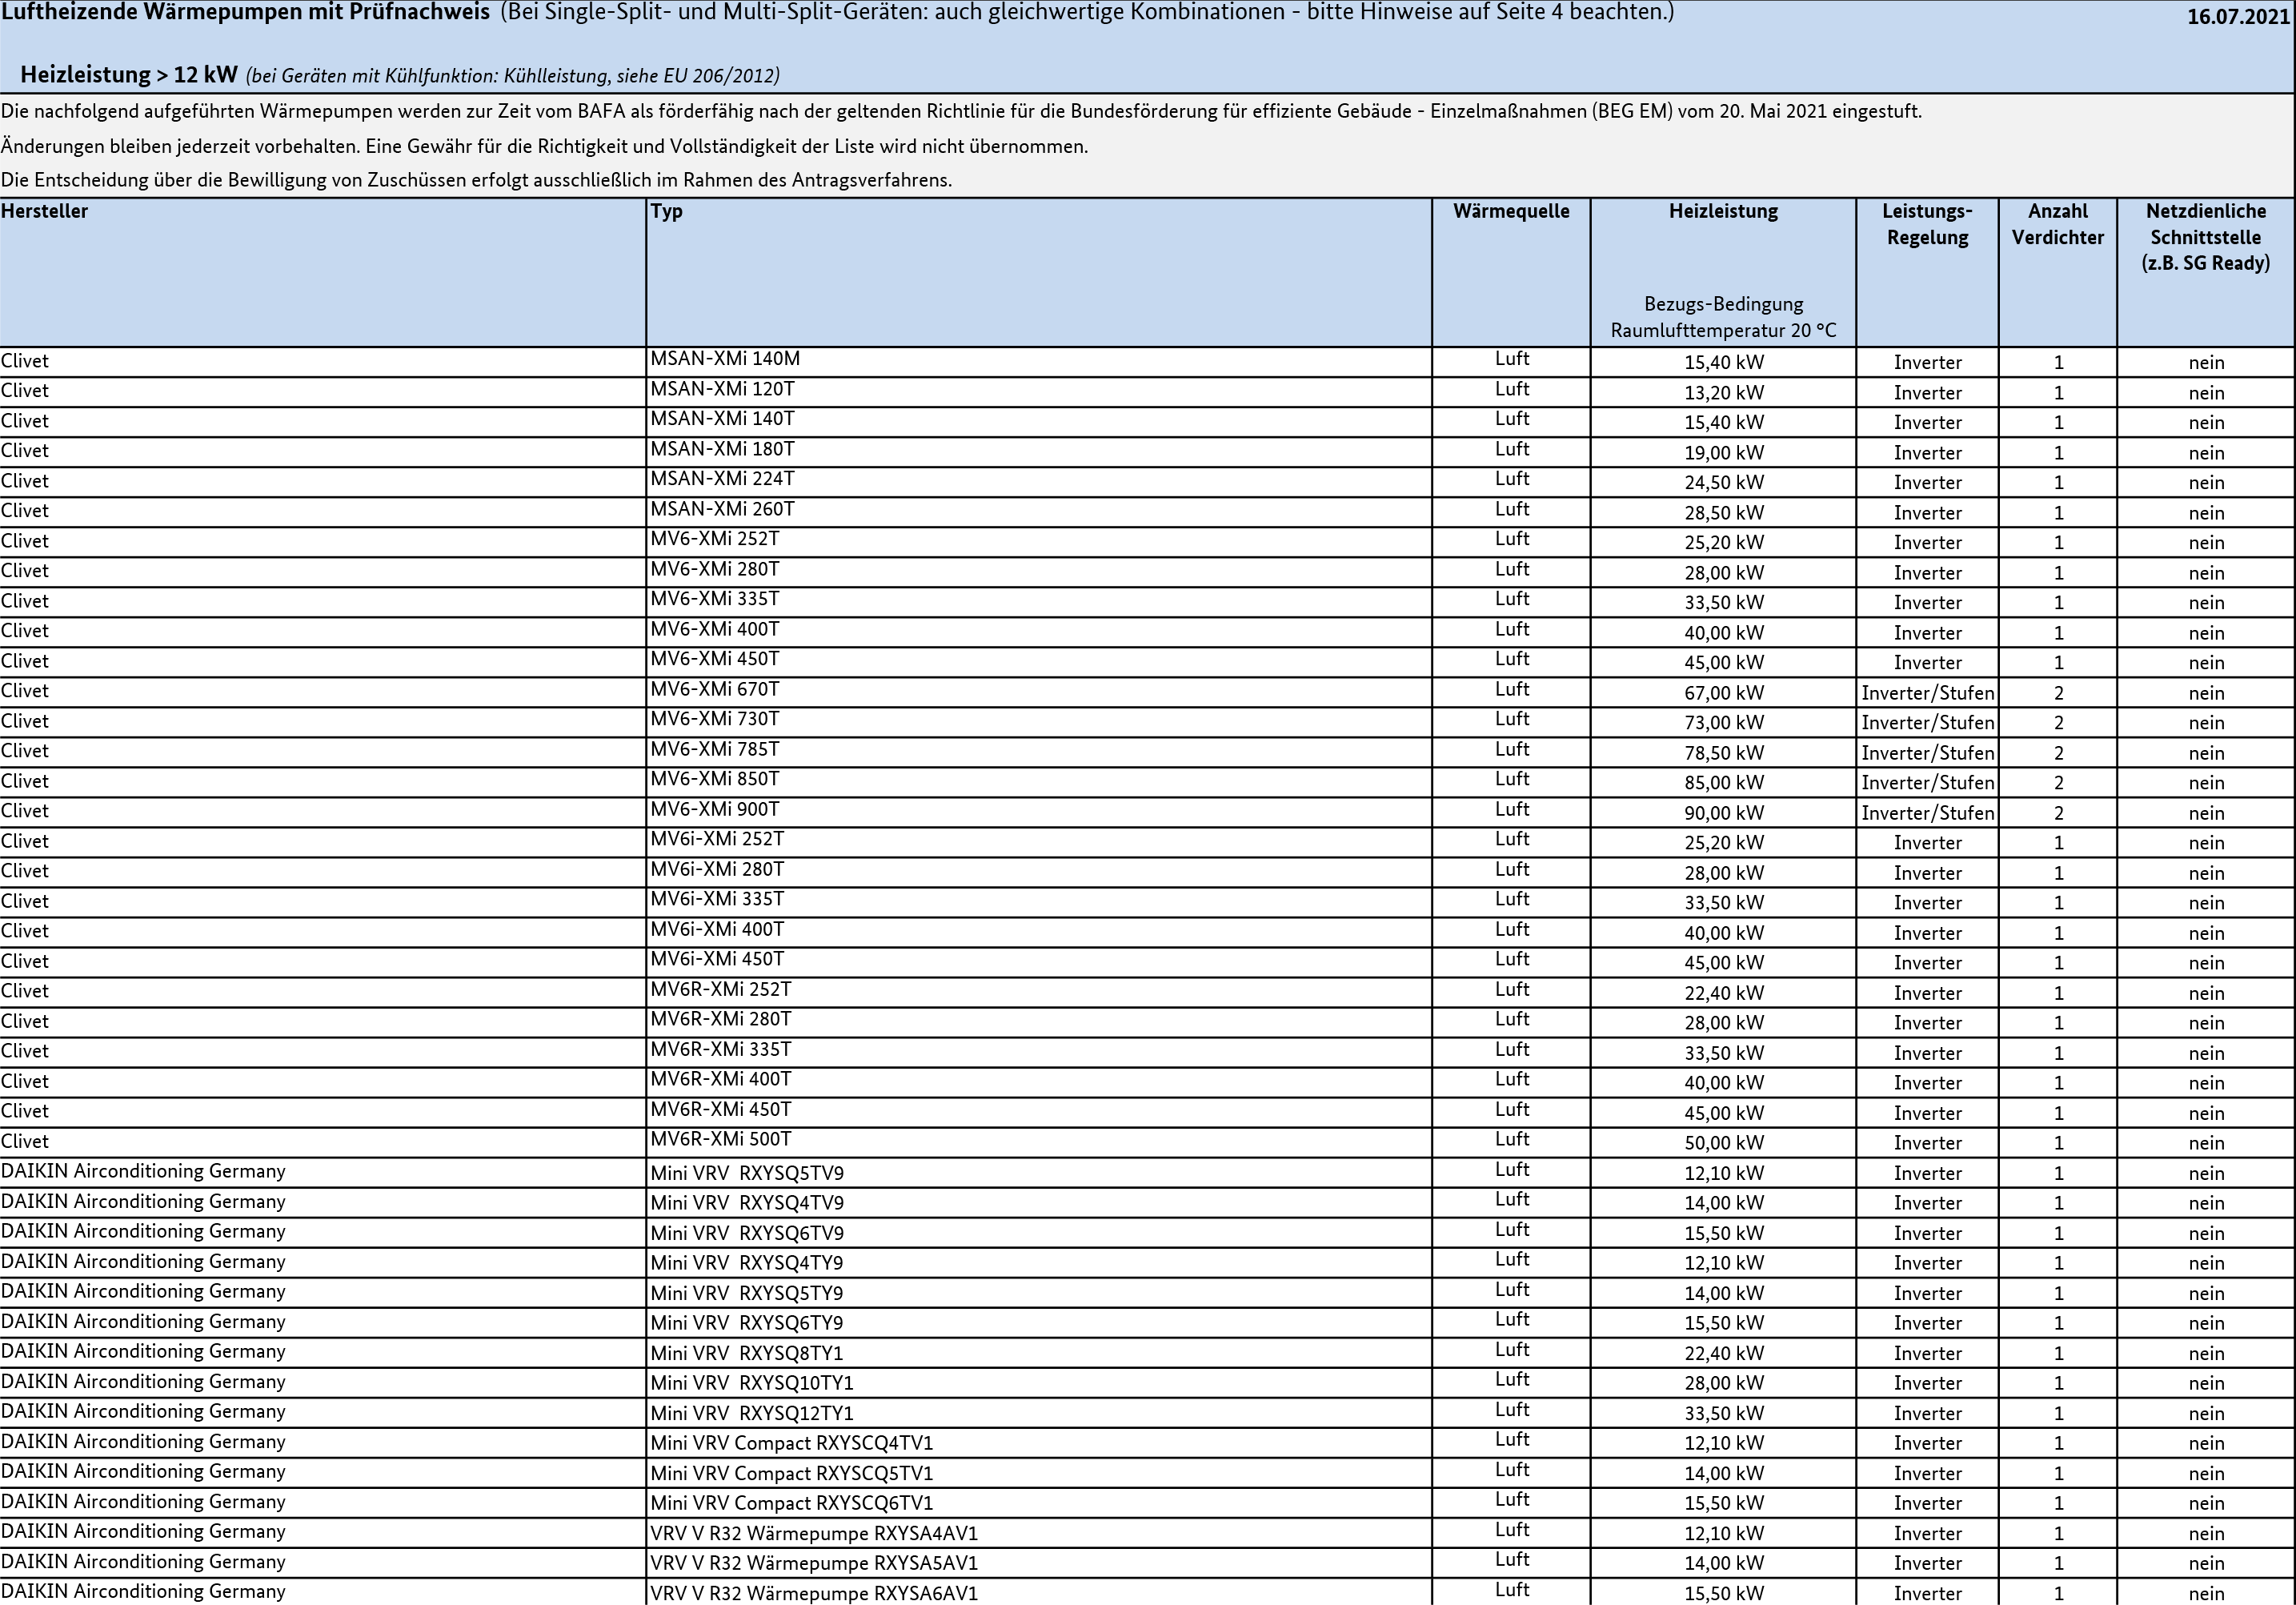 Luftheizende Wärmepumpen mit Prüfnachweis (Bei Single-Split- und Multi-Split-Geräten: auch gleichwertige Kombinationen - bitte Hinweise auf Seite 4 beachten.) 16.07.2021
Heizleistung > 12 kW (bei Geräten mit Kühlfunktion: Kühlleistung, siehe EU 206/2012)
Die nachfolgend aufgeführten Wärmepumpen werden zur Zeit vom BAFA als förderfähig nach der geltenden Richtlinie für die Bundesförderung für effiziente Gebäude - Einzelmaßnahmen (BEG EM) vom 20. Mai 2021 eingestuft.
Änderungen bleiben jederzeit vorbehalten. Eine Gewähr für die Richtigkeit und Vollständigkeit der Liste wird nicht übernommen.
Die Entscheidung über die Bewilligung von Zuschüssen erfolgt ausschließlich im Rahmen des Antragsverfahrens.
Hersteller Typ Wärmequelle Heizleistung Leistungs- Anzahl Netzdienliche
Regelung Verdichter Schnittstelle
(z.B. SG Ready)
Bezugs-Bedingung
Raumlufttemperatur 20 °C
Clivet MSAN-XMi 140M Luft 15,40 kW Inverter 1 nein
Clivet MSAN-XMi 120T Luft 13,20 kW Inverter 1 nein
Clivet MSAN-XMi 140T Luft 15,40 kW Inverter 1 nein
Clivet MSAN-XMi 180T Luft 19,00 kW Inverter 1 nein
Clivet MSAN-XMi 224T Luft 24,50 kW Inverter 1 nein
Clivet MSAN-XMi 260T Luft 28,50 kW Inverter 1 nein
Clivet MV6-XMi 252T Luft 25,20 kW Inverter 1 nein
Clivet MV6-XMi 280T Luft 28,00 kW Inverter 1 nein
Clivet MV6-XMi 335T Luft 33,50 kW Inverter 1 nein
Clivet MV6-XMi 400T Luft 40,00 kW Inverter 1 nein
Clivet MV6-XMi 450T Luft 45,00 kW Inverter 1 nein
Clivet MV6-XMi 670T Luft 67,00 kW Inverter/Stufen 2 nein
Clivet MV6-XMi 730T Luft 73,00 kW Inverter/Stufen 2 nein
Clivet MV6-XMi 785T Luft 78,50 kW Inverter/Stufen 2 nein
Clivet MV6-XMi 850T Luft 85,00 kW Inverter/Stufen 2 nein
Clivet MV6-XMi 900T Luft 90,00 kW Inverter/Stufen 2 nein
Clivet MV6i-XMi 252T Luft 25,20 kW Inverter 1 nein
Clivet MV6i-XMi 280T Luft 28,00 kW Inverter 1 nein
Clivet MV6i-XMi 335T Luft 33,50 kW Inverter 1 nein
Clivet MV6i-XMi 400T Luft 40,00 kW Inverter 1 nein
Clivet MV6i-XMi 450T Luft 45,00 kW Inverter 1 nein
Clivet MV6R-XMi 252T Luft 22,40 kW Inverter 1 nein
Clivet MV6R-XMi 280T Luft 28,00 kW Inverter 1 nein
Clivet MV6R-XMi 335T Luft 33,50 kW Inverter 1 nein
Clivet MV6R-XMi 400T Luft 40,00 kW Inverter 1 nein
Clivet MV6R-XMi 450T Luft 45,00 kW Inverter 1 nein
Clivet MV6R-XMi 500T Luft 50,00 kW Inverter 1 nein
DAIKIN Airconditioning Germany Mini VRV RXYSQ5TV9 Luft 12,10 kW Inverter 1 nein
DAIKIN Airconditioning Germany Mini VRV RXYSQ4TV9 Luft 14,00 kW Inverter 1 nein
DAIKIN Airconditioning Germany Mini VRV RXYSQ6TV9 Luft 15,50 kW Inverter 1 nein
DAIKIN Airconditioning Germany Mini VRV RXYSQ4TY9 Luft 12,10 kW Inverter 1 nein
DAIKIN Airconditioning Germany Mini VRV RXYSQ5TY9 Luft 14,00 kW Inverter 1 nein
DAIKIN Airconditioning Germany Mini VRV RXYSQ6TY9 Luft 15,50 kW Inverter 1 nein
DAIKIN Airconditioning Germany Mini VRV RXYSQ8TY1 Luft 22,40 kW Inverter 1 nein
DAIKIN Airconditioning Germany Mini VRV RXYSQ10TY1 Luft 28,00 kW Inverter 1 nein
DAIKIN Airconditioning Germany Mini VRV RXYSQ12TY1 Luft 33,50 kW Inverter 1 nein
DAIKIN Airconditioning Germany Mini VRV Compact RXYSCQ4TV1 Luft 12,10 kW Inverter 1 nein
DAIKIN Airconditioning Germany Mini VRV Compact RXYSCQ5TV1 Luft 14,00 kW Inverter 1 nein
DAIKIN Airconditioning Germany Mini VRV Compact RXYSCQ6TV1 Luft 15,50 kW Inverter 1 nein
DAIKIN Airconditioning Germany VRV V R32 Wärmepumpe RXYSA4AV1 Luft 12,10 kW Inverter 1 nein
DAIKIN Airconditioning Germany VRV V R32 Wärmepumpe RXYSA5AV1 Luft 14,00 kW Inverter 1 nein
DAIKIN Airconditioning Germany VRV V R32 Wärmepumpe RXYSA6AV1 Luft 15,50 kW Inverter 1 nein